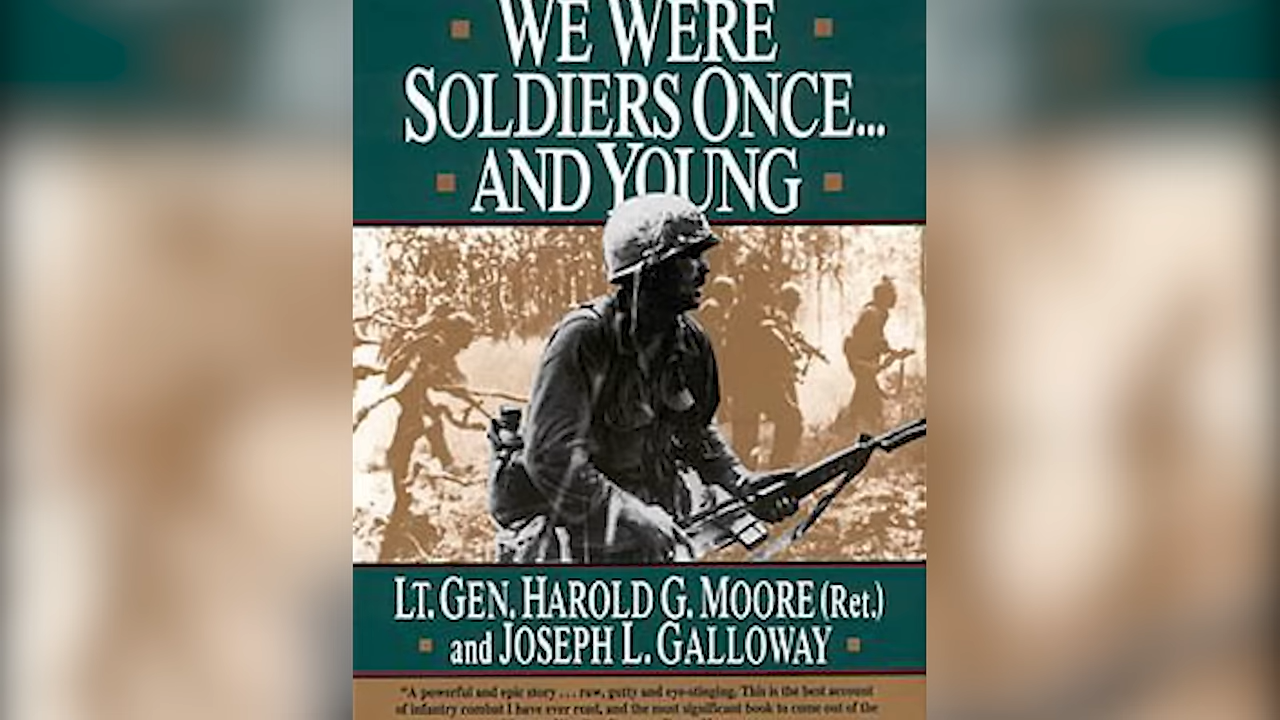 WE WERE
SOLDIERS ONCE...
AND YOUNG
LT. GEN. HAROLD G. MOORE (Ret.)
and JOSEPH L. GALLOWAY
"A powerful and epic story . . . raw, gutty and eye-stinging. This is the best account
of infantry combat I have ever read, and the most significant book to come out of the